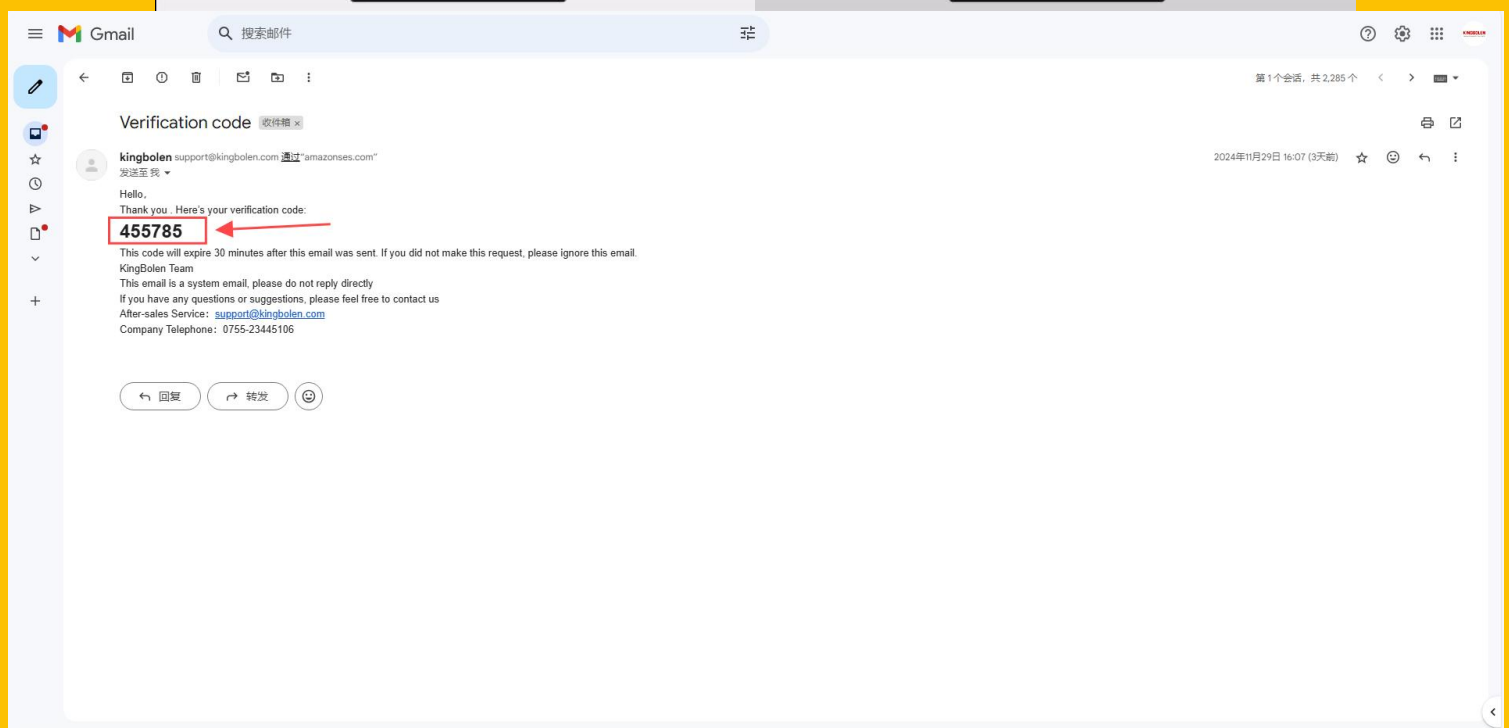 Gmail
搜索邮件
KINGBOLEN
第1个会话，共2,285个
Verification code 收件箱 ×
kingbolen support@kingbolen.com 通过“amazonses.com”
2024年11月29日 16:07 (3天前)
发送至 我
Hello,
Thank you . Here's your verification code:
455785
This code will expire 30 minutes after this email was sent. If you did not make this request, please ignore this email.
KingBolen Team
This email is a system email, please do not reply directly
If you have any questions or suggestions, please feel free to contact us
After-sales Service：support@kingbolen.com
Company Telephone：0755-23445106
回复
转发